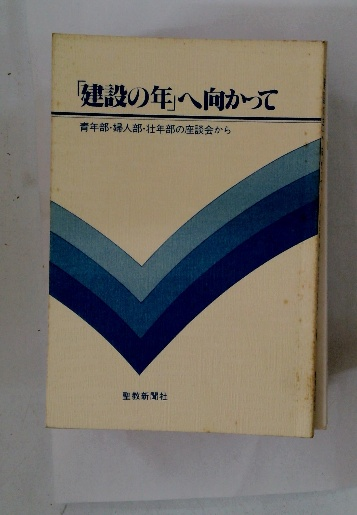 「建設の年」へ向かって
青年部・婦人部・壮年部の座談会から
聖教新聞社